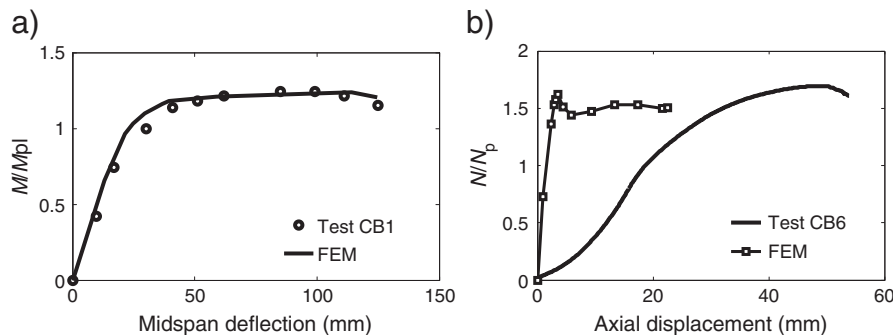 a)
1.5
1
0.5
0
M/Mpl
Test CB1
FEM
0
50
100
150
Midspan deflection (mm)
b)
2
1.5
1
0.5
0
N/Np
Test CB6
FEM
0
20
40
60
Axial displacement (mm)